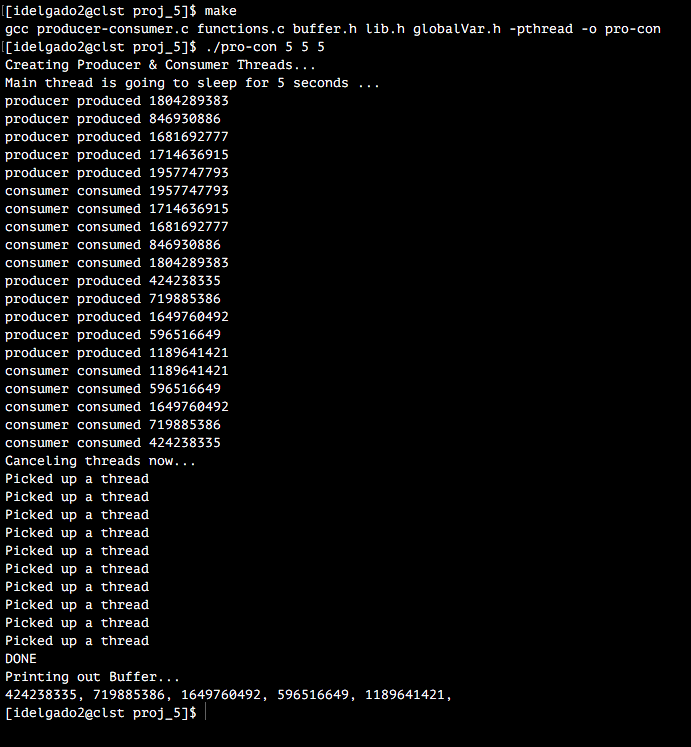 [idelgado2@clst proj_5]$ make
gcc producer-consumer.c functions.c buffer.h lib.h globalVar.h -pthread -o pro-con
[idelgado2@clst proj_5]$ ./pro-con 5 5 5
Creating Producer & Consumer Threads...
Main thread is going to sleep for 5 seconds ...
producer produced 1804289383
producer produced 846930886
producer produced 1681692777
producer produced 1714636915
producer produced 1957747793
consumer consumed 1957747793
consumer consumed 1714636915
consumer consumed 1681692777
consumer consumed 846930886
consumer consumed 1804289383
producer produced 424238335
producer produced 719885386
producer produced 1649760492
producer produced 596516649
producer produced 1189641421
consumer consumed 1189641421
consumer consumed 596516649
consumer consumed 1649760492
consumer consumed 719885386
consumer consumed 424238335
Canceling threads now...
Picked up a thread
Picked up a thread
Picked up a thread
Picked up a thread
Picked up a thread
Picked up a thread
Picked up a thread
Picked up a thread
Picked up a thread
Picked up a thread
DONE
Printing out Buffer...
424238335, 719885386, 1649760492, 596516649, 1189641421,
[idelgado2@clst proj_5]$